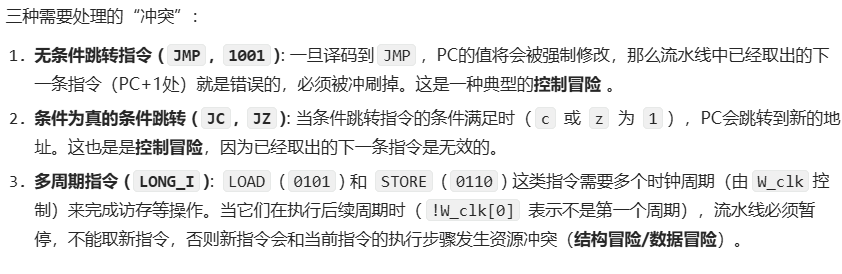 三种需要处理的“冲突”：
1. 无条件跳转指令 (JMP, 1001): 一旦译码到 JMP ，PC的值将会被强制修改，那么流水线中已经取出的下
一条指令（PC+1处）就是错误的，必须被冲刷掉。这是一种典型的控制冒险 。
2. 条件为真的条件跳转 (JC, JZ): 当条件跳转指令的条件满足时（ c 或 z 为 1 ），PC会跳转到新的地
址。这也是是控制冒险，因为已经取出的下一条指令是无效的。
3. 多周期指令 (LONG_I): LOAD （ 0101 ）和 STORE （ 0110 ）这类指令需要多个时钟周期（由 W_clk 控
制）来完成访存等操作。当它们在执行后续周期时（ !W_clk[0] 表示不是第一个周期），流水线必须暂
停，不能取新指令，否则新指令会和当前指令的执行步骤发生资源冲突（结构冒险/数据冒险）。